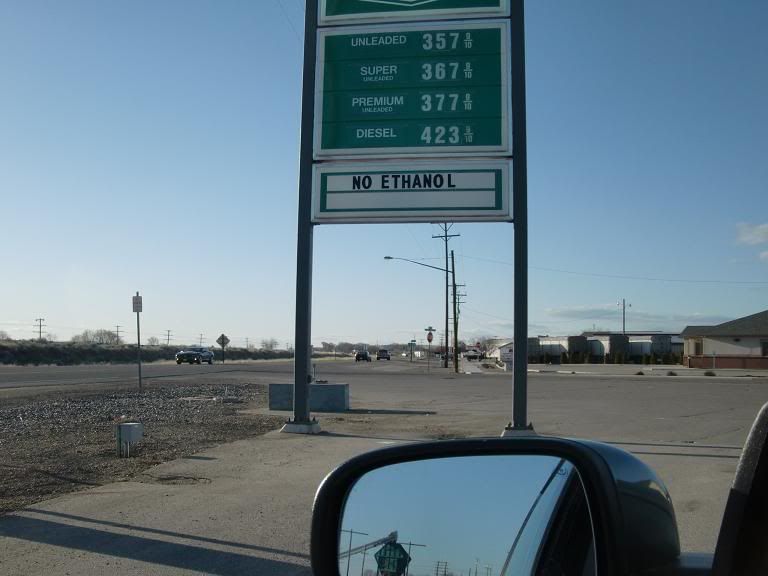 UNLEADED 357 9/10
SUPER
UNLEADED 367 9/10
PREMIUM
UNLEADED 377 9/10
DIESEL 423 9/10
NO ETHANOL